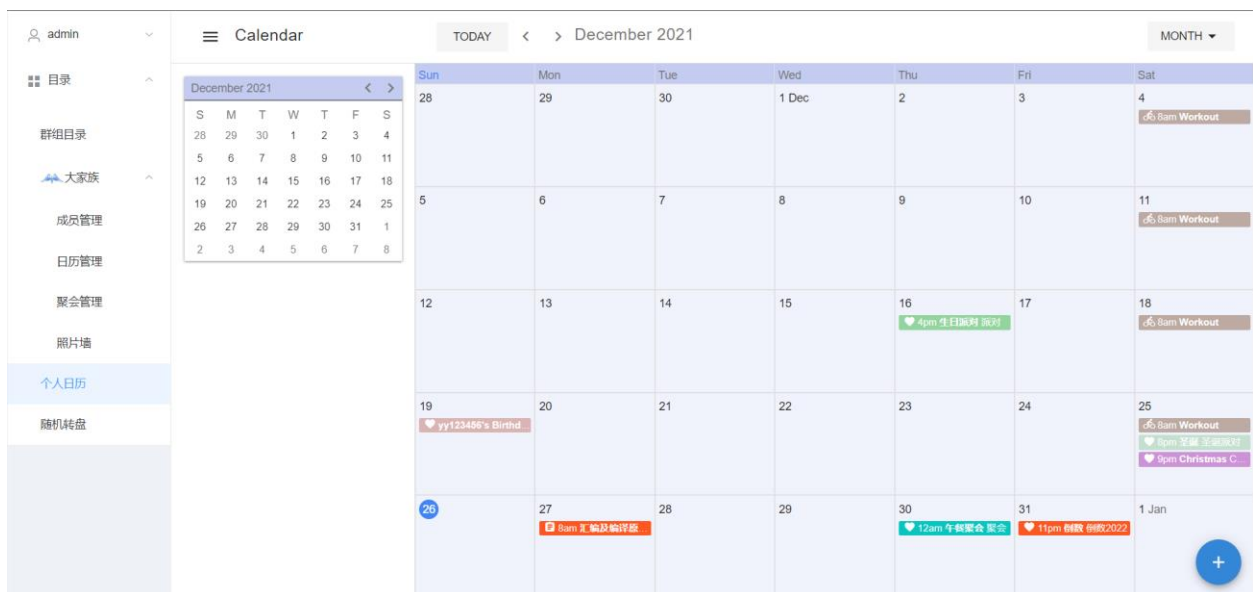 admin
目录
群组目录
大家族
成员管理
日历管理
聚会管理
照片墙
个人日历
随机转盘
Calendar
TODAY < > December 2021
MONTH
December 2021 < >
S M T W T F S
28 29 30 1 2 3 4
5 6 7 8 9 10 11
12 13 14 15 16 17 18
19 20 21 22 23 24 25
26 27 28 29 30 31 1
2 3 4 5 6 7 8
Sun Mon Tue Wed Thu Fri Sat
28 29 30 1 Dec 2 3 4
8am Workout
5 6 7 8 9 10 11
8am Workout
12 13 14 15 16 17 18
4pm 生日派对 派对
8am Workout
19 20 21 22 23 24 25
yy123456's Birthd
8am Workout
8pm 圣诞 圣诞派对
9pm Christmas C...
26 27 28 29 30 31 1 Jan
8am 汇编及编译原
12am 午餐聚会 聚会
11pm 倒数 倒数2022
+